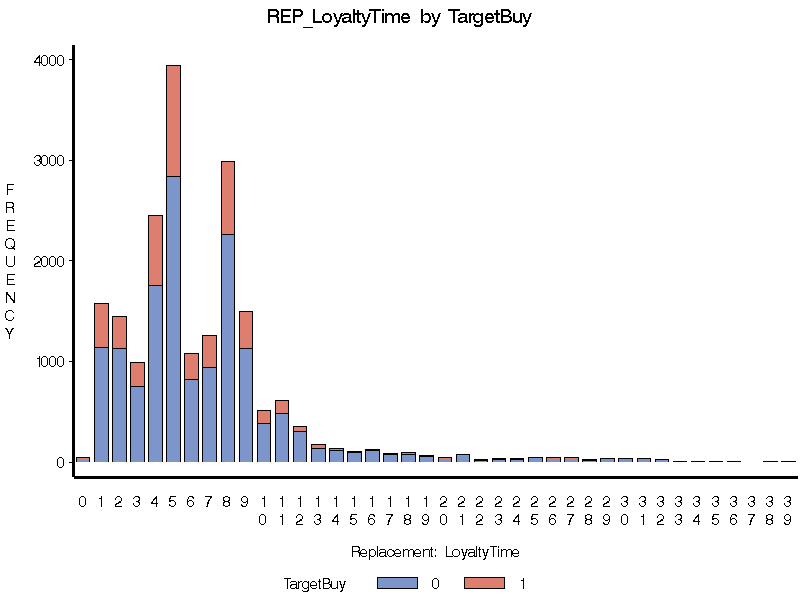 REP_LoyaltyTime by TargetBuy
FREQUENCY
4000
3000
2000
1000
0
0 1 2 3 4 5 6 7 8 9 10 11 12 13 14 15 16 17 18 19 20 21 22 23 24 25 26 27 28 29 30 31 32 33 34 35 36 37 38 39
Replacement: LoyaltyTime
TargetBuy 0 1